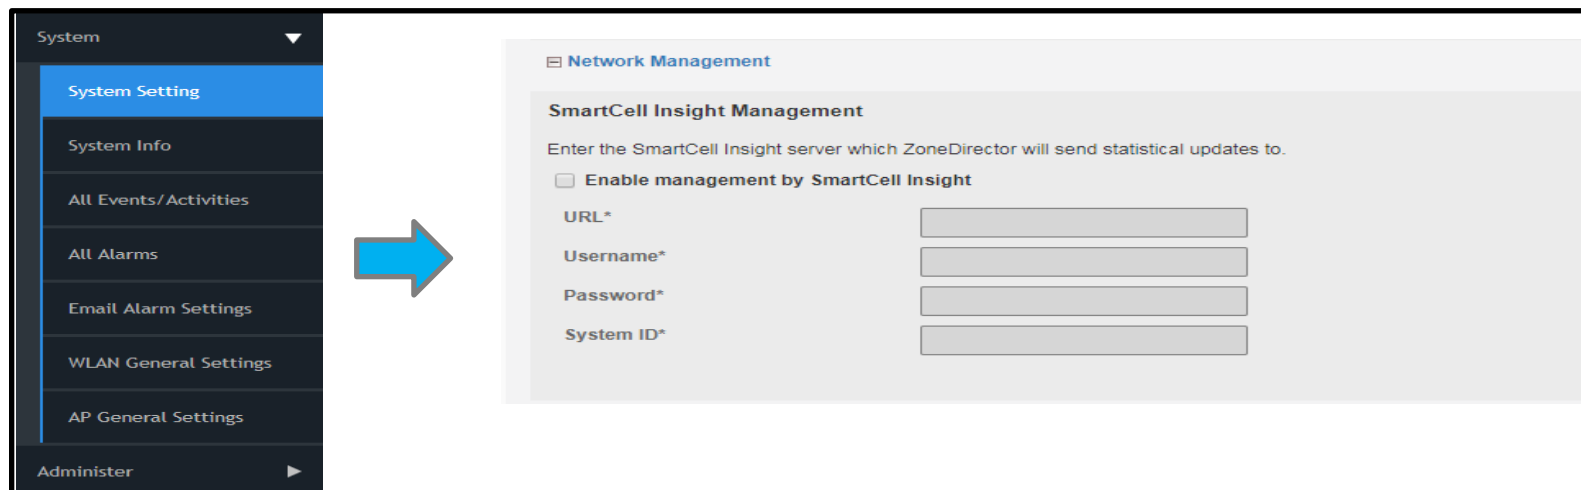 System
System Setting
System Info
All Events/Activities
All Alarms
Email Alarm Settings
WLAN General Settings
AP General Settings
Administer
Network Management
SmartCell Insight Management
Enter the SmartCell Insight server which ZoneDirector will send statistical updates to.
Enable management by SmartCell Insight
URL*
Username*
Password*
System ID*